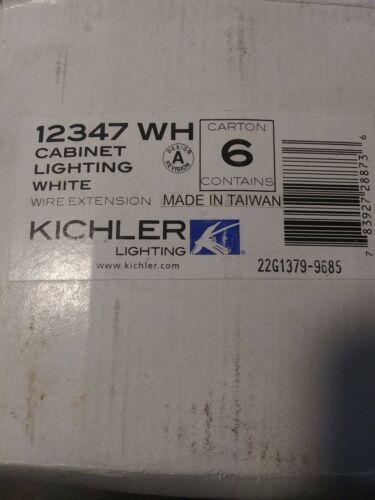 12347 WH
CABINET
LIGHTING
WHITE
WIRE EXTENSION
DESIGN
A
REVISION
CARTON
6
CONTAINS
MADE IN TAIWAN
KICHLER
LIGHTING
®
www.kichler.com
7 83927 28873 6
22G1379-9685